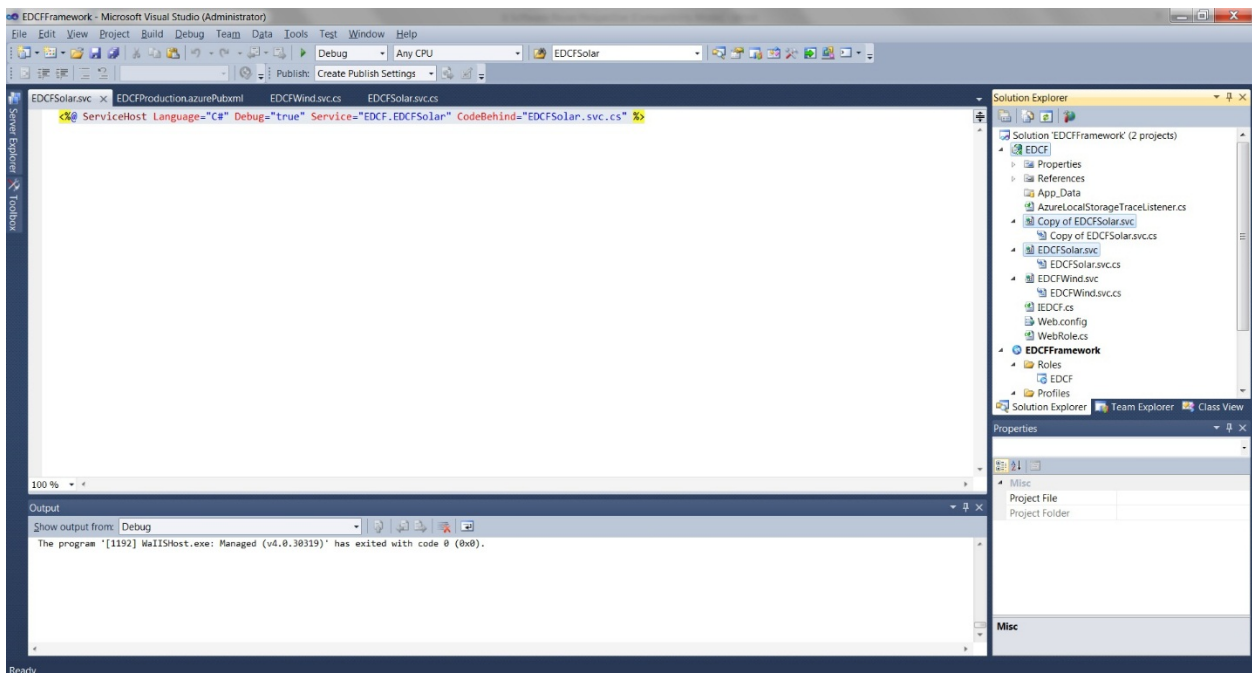 EDCFFramework - Microsoft Visual Studio (Administrator)
File Edit View Project Build Debug Team Data Tools Test Window Help
Debug Any CPU EDCFSolar
Publish: Create Publish Settings
EDCFSolar.svc EDCFProduction.azurePubxml EDCFWind.svc.cs EDCFSolar.svc.cs
Server Explorer
Toolbox
<%@ ServiceHost Language="C#" Debug="true" Service="EDCF.EDCFSolar" CodeBehind="EDCFSolar.svc.cs" %>
100 %
Output
Show output from: Debug
The program '[1192] WaIISHost.exe: Managed (v4.0.30319)' has exited with code 0 (0x0).
Ready
Solution Explorer
Solution 'EDCFFramework' (2 projects)
EDCF
Properties
References
App_Data
AzureLocalStorageTraceListener.cs
Copy of EDCFSolar.svc
Copy of EDCFSolar.svc.cs
EDCFSolar.svc
EDCFSolar.svc.cs
EDCFWind.svc
EDCFWind.svc.cs
IEDCF.cs
Web.config
WebRole.cs
EDCFFramework
Roles
EDCF
Profiles
Solution Explorer Team Explorer Class View
Properties
Misc
Project File
Project Folder
Misc